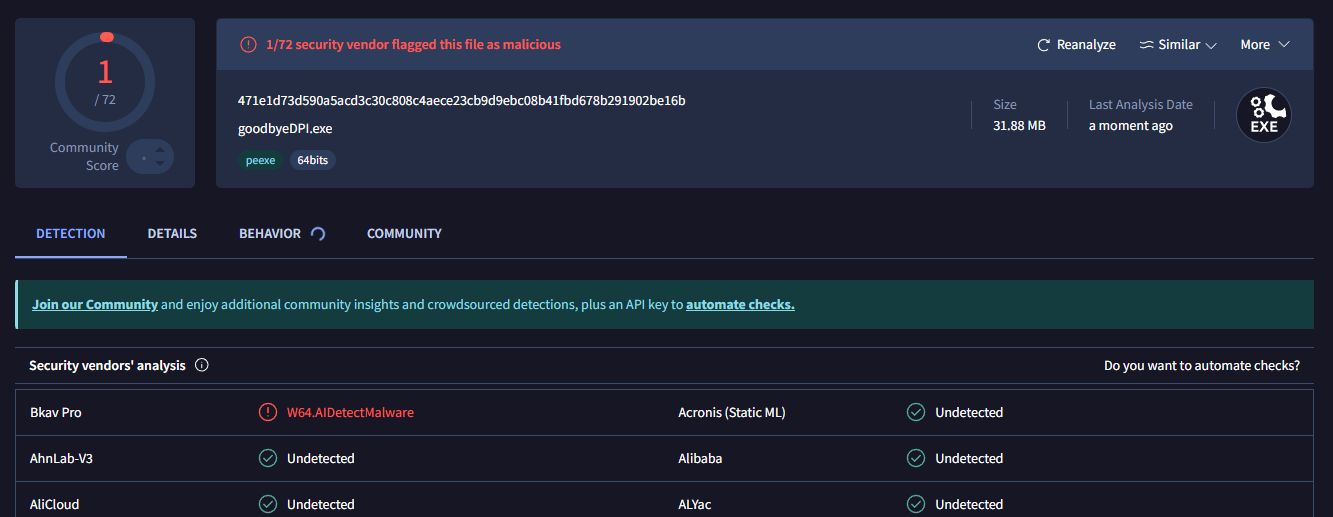 1
/ 72
Community
Score
1/72 security vendor flagged this file as malicious
Reanalyze
Similar
More
471e1d73d590a5acd3c30c808c4aece23cb9d9ebc08b41fbd678b291902be16b
goodbyeDPI.exe
peexe
64bits
Size
31.88 MB
Last Analysis Date
a moment ago
EXE
DETECTION
DETAILS
BEHAVIOR
COMMUNITY
Join our Community and enjoy additional community insights and crowdsourced detections, plus an API key to automate checks.
Security vendors' analysis
Do you want to automate checks?
Bkav Pro
W64.AIDetectMalware
Acronis (Static ML)
Undetected
AhnLab-V3
Undetected
Alibaba
Undetected
AliCloud
Undetected
ALYac
Undetected